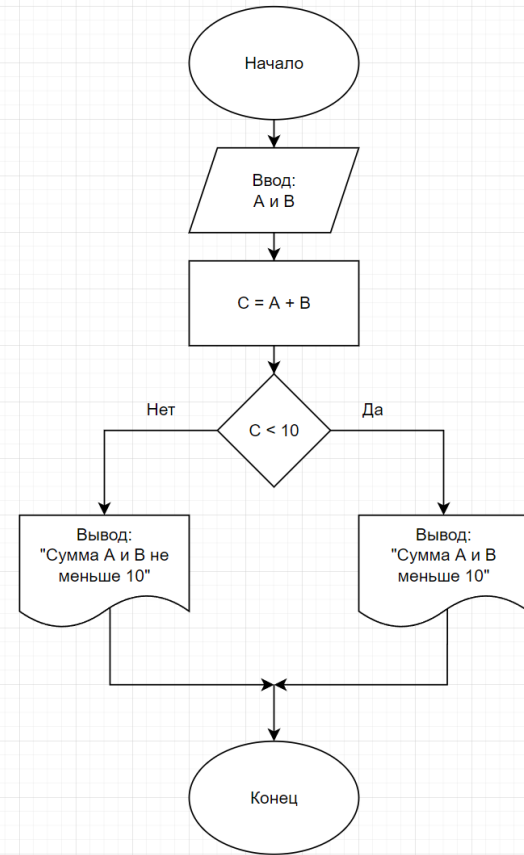 Начало
Ввод:
А и В
С = А + В
Нет
Да
С < 10
Вывод:
"Сумма А и В не
меньше 10"
Вывод:
"Сумма А и В
меньше 10"
Конец